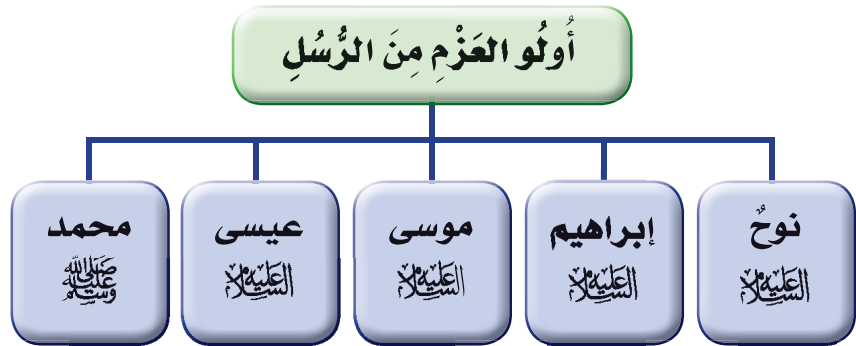 أُولُو العَزْمِ مِنَ الرُّسُلِ
نوحٌ
عليه السلام
إبراهيم
عليه السلام
موسى
عليه السلام
عيسى
عليه السلام
محمد
صلى الله عليه وسلم